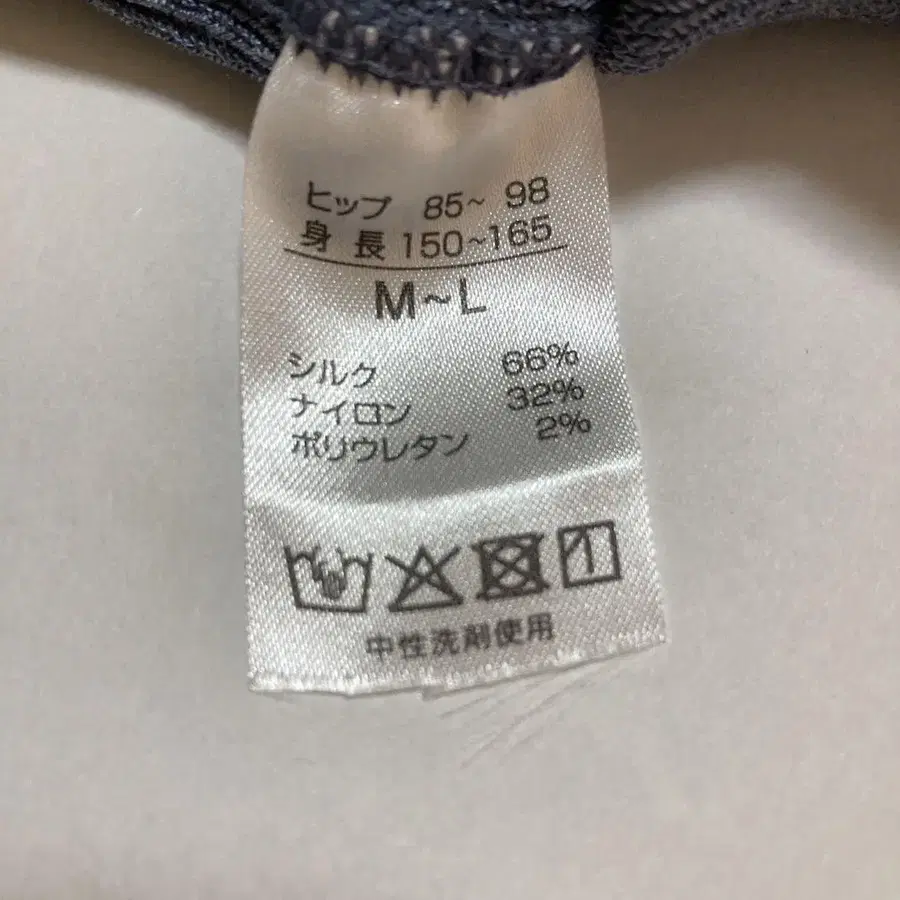 ヒップ 85~ 98
身 長 150~165
M~L
シルク 66%
ナイロン 32%
ポリウレタン 2%
中性洗剤使用